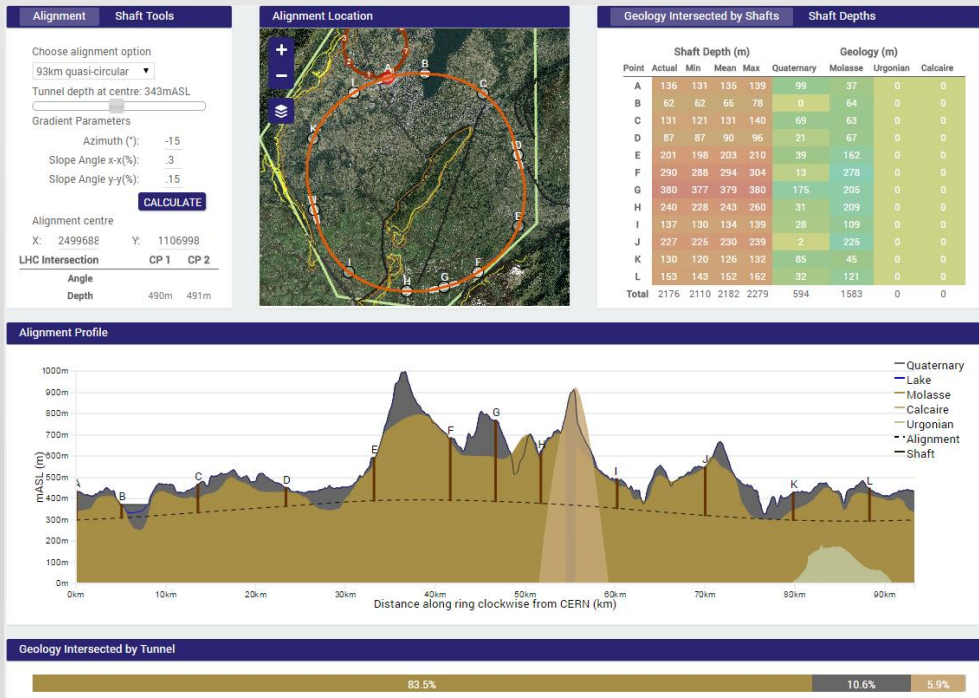 Alignment Shaft Tools
Choose alignment option
93km quasi-circular
Tunnel depth at centre: 343mASL
Gradient Parameters
Azimuth (°): -15
Slope Angle x-x(%): .3
Slope Angle y-y(%): .15
CALCULATE
Alignment centre
X: 2499688 Y: 1106998
LHC Intersection CP 1 CP 2
Angle
Depth 490m 491m
Alignment Location
+
−
A
B
C
D
E
F
G
H
I
K
L
Geology Intersected by Shafts Shaft Depths
Shaft Depth (m) Geology (m)
Point Actual Min Mean Max Quaternary Molasse Urgonian Calcaire
A 136 131 135 139 99 37 0 0
B 62 62 65 78 0 64 0 0
C 131 121 131 140 69 63 0 0
D 87 87 90 96 21 67 0 0
E 201 198 203 210 39 162 0 0
F 290 288 294 304 13 278 0 0
G 380 377 379 380 175 205 0 0
H 240 228 243 260 31 209 0 0
I 137 130 134 139 28 109 0 0
J 227 225 230 239 2 225 0 0
K 130 120 126 132 85 45 0 0
L 153 143 152 162 32 121 0 0
Total 2176 2110 2182 2279 594 1583 0 0
Alignment Profile
1000m
900m
800m
700m
600m
500m
400m
300m
200m
100m
0m
mASL (m)
A B C D E F G H I J K L
Quaternary
Lake
Molasse
Calcaire
Urgonian
Alignment
Shaft
0km 10km 20km 30km 40km 50km 60km 70km 80km 90km
Distance along ring clockwise from CERN (km)
Geology Intersected by Tunnel
83.5% 10.6% 5.9%